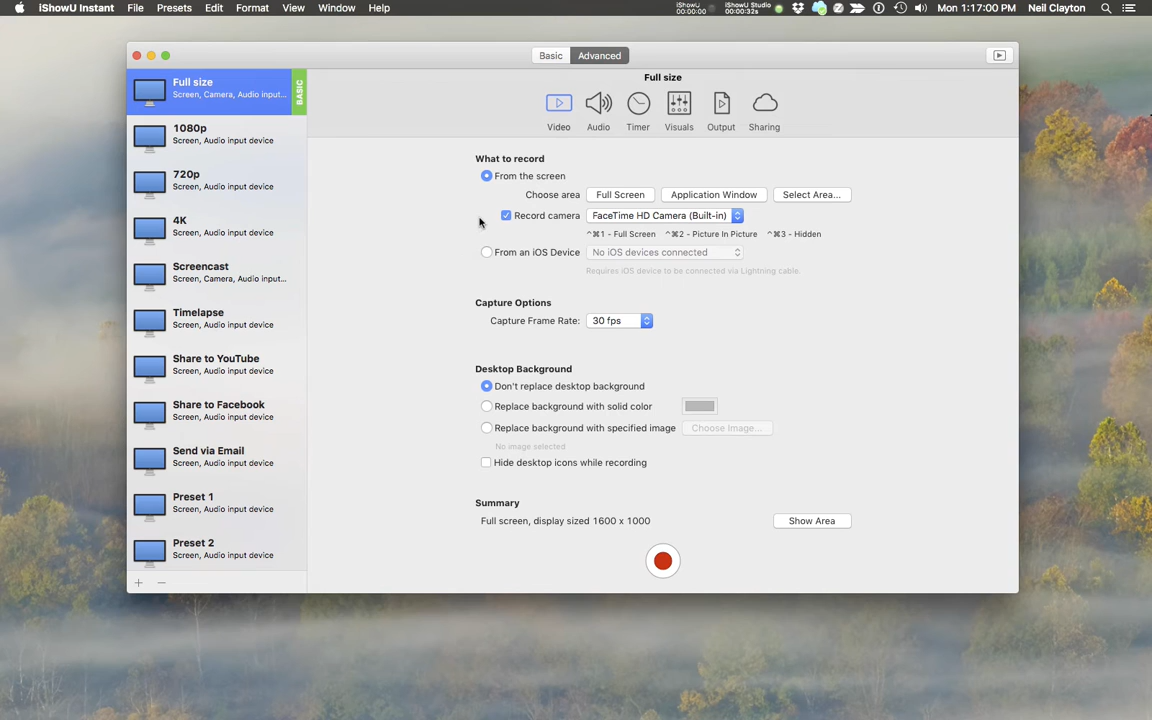 iShowU Instant File Presets Edit Format View Window Help iShowU 00:00:00 iShowU Studio 00:00:32s Mon 1:17:00 PM Neil Clayton
Basic Advanced
Full size
Screen, Camera, Audio input...
BASIC
1080p
Screen, Audio input device
720p
Screen, Audio input device
4K
Screen, Audio input device
Screencast
Screen, Camera, Audio input...
Timelapse
Screen, Audio input device
Share to YouTube
Screen, Audio input device
Share to Facebook
Screen, Audio input device
Send via Email
Screen, Audio input device
Preset 1
Screen, Audio input device
Preset 2
Screen, Audio input device
Full size
Video Audio Timer Visuals Output Sharing
What to record
From the screen
Choose area Full Screen Application Window Select Area...
Record camera FaceTime HD Camera (Built-in)
^⌘1 - Full Screen ^⌘2 - Picture In Picture ^⌘3 - Hidden
From an iOS Device No iOS devices connected
Requires iOS device to be connected via Lightning cable.
Capture Options
Capture Frame Rate: 30 fps
Desktop Background
Don't replace desktop background
Replace background with solid color
Replace background with specified image Choose Image...
No image selected
Hide desktop icons while recording
Summary
Full screen, display sized 1600 x 1000 Show Area